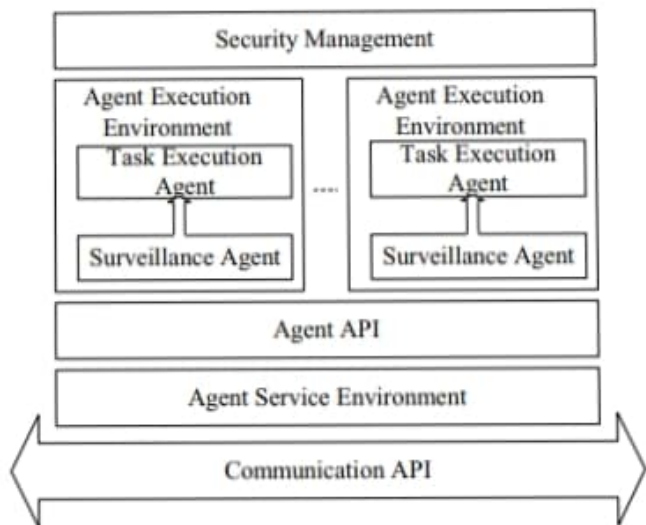 Security Management
Agent Execution
Environment
Task Execution
Agent
Surveillance Agent
.....
Agent Execution
Environment
Task Execution
Agent
Surveillance Agent
Agent API
Agent Service Environment
Communication API